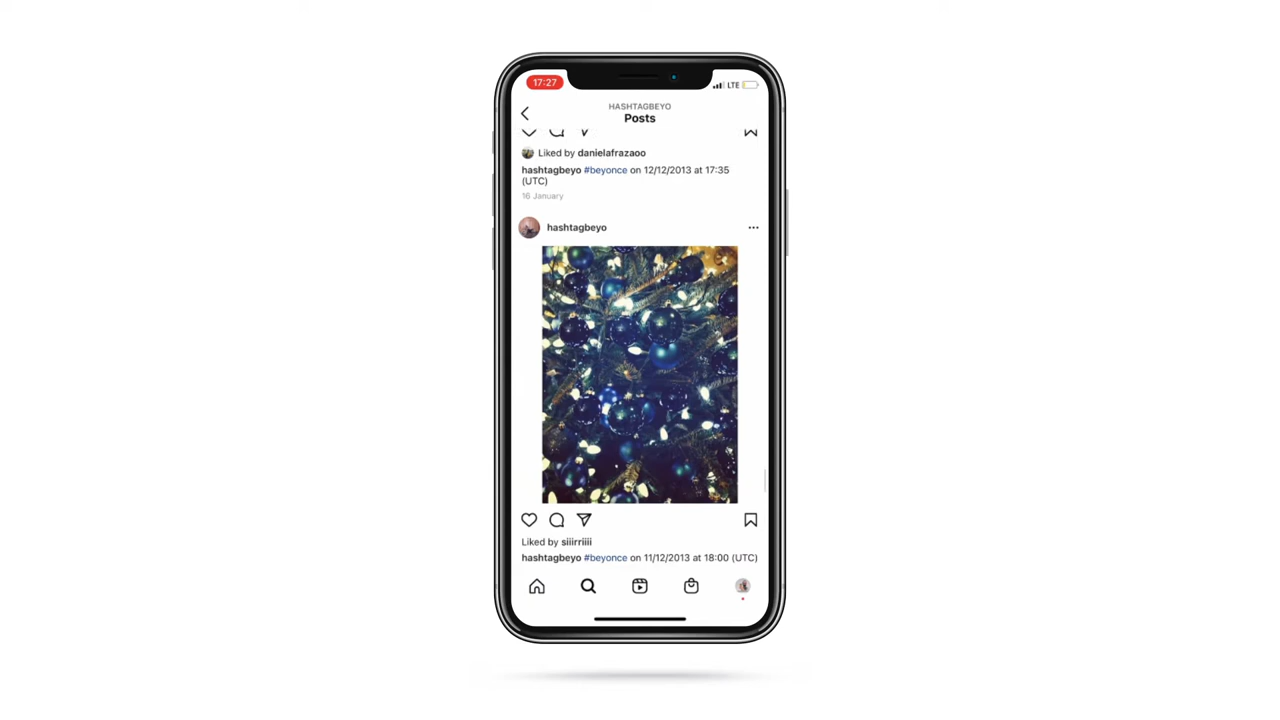 17:27
LTE
HASHTAGBEYO
Posts
Liked by danielafrazaoo
hashtagbeyo #beyonce on 12/12/2013 at 17:35
(UTC)
16 January
hashtagbeyo
Liked by siiirriiii
hashtagbeyo #beyonce on 11/12/2013 at 18:00 (UTC)